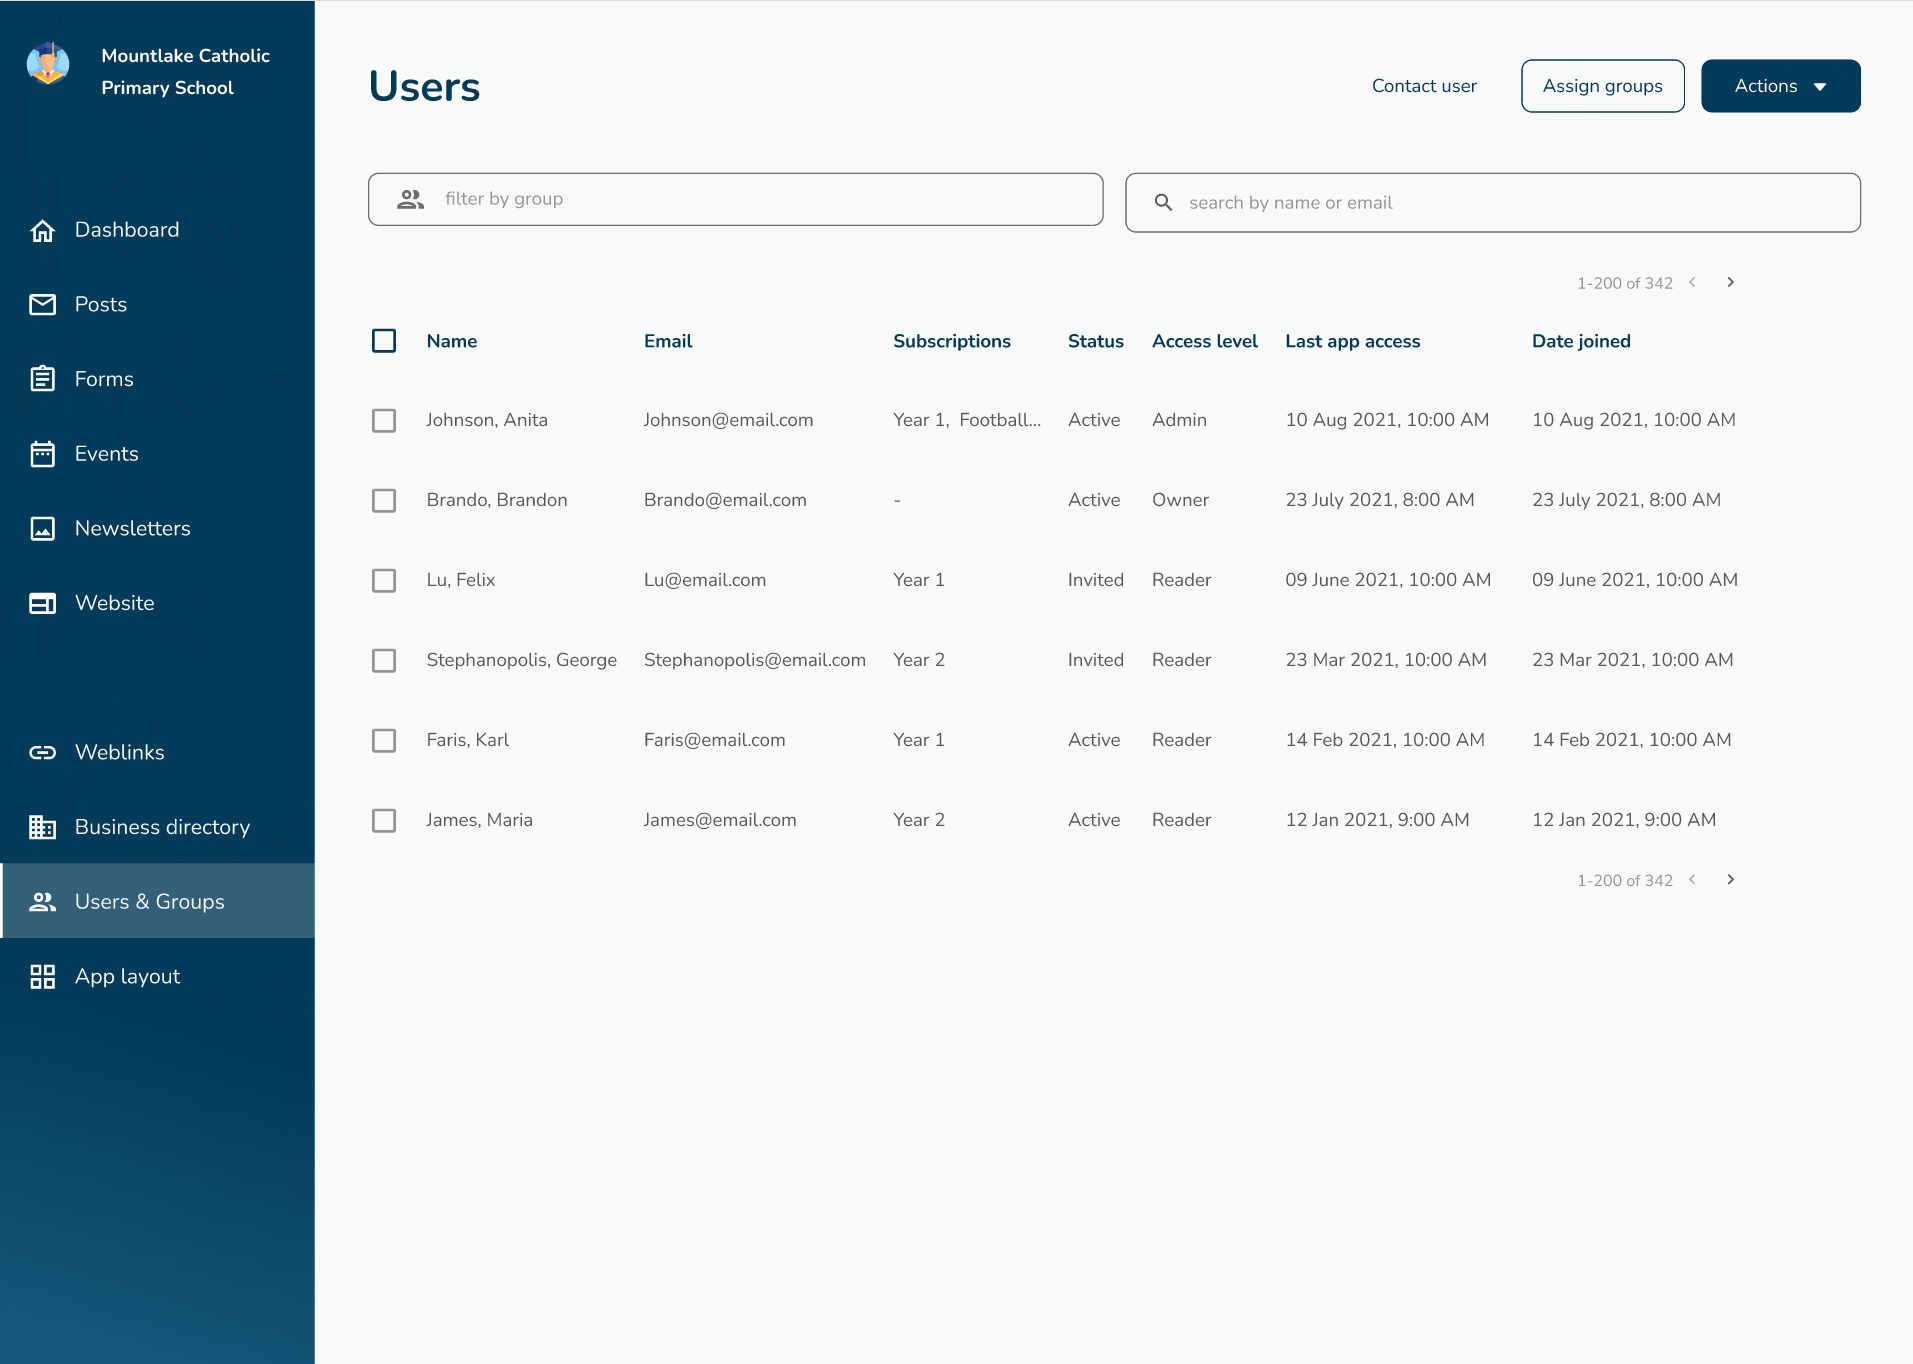 Mountlake Catholic
Primary School
Dashboard
Posts
Forms
Events
Newsletters
Website
Weblinks
Business directory
Users & Groups
App layout
Users
Contact user Assign groups Actions
filter by group search by name or email
1-200 of 342
Name Email Subscriptions Status Access level Last app access Date joined
Johnson, Anita Johnson@email.com Year 1, Football... Active Admin 10 Aug 2021, 10:00 AM 10 Aug 2021, 10:00 AM
Brando, Brandon Brando@email.com - Active Owner 23 July 2021, 8:00 AM 23 July 2021, 8:00 AM
Lu, Felix Lu@email.com Year 1 Invited Reader 09 June 2021, 10:00 AM 09 June 2021, 10:00 AM
Stephanopolis, George Stephanopolis@email.com Year 2 Invited Reader 23 Mar 2021, 10:00 AM 23 Mar 2021, 10:00 AM
Faris, Karl Faris@email.com Year 1 Active Reader 14 Feb 2021, 10:00 AM 14 Feb 2021, 10:00 AM
James, Maria James@email.com Year 2 Active Reader 12 Jan 2021, 9:00 AM 12 Jan 2021, 9:00 AM
1-200 of 342